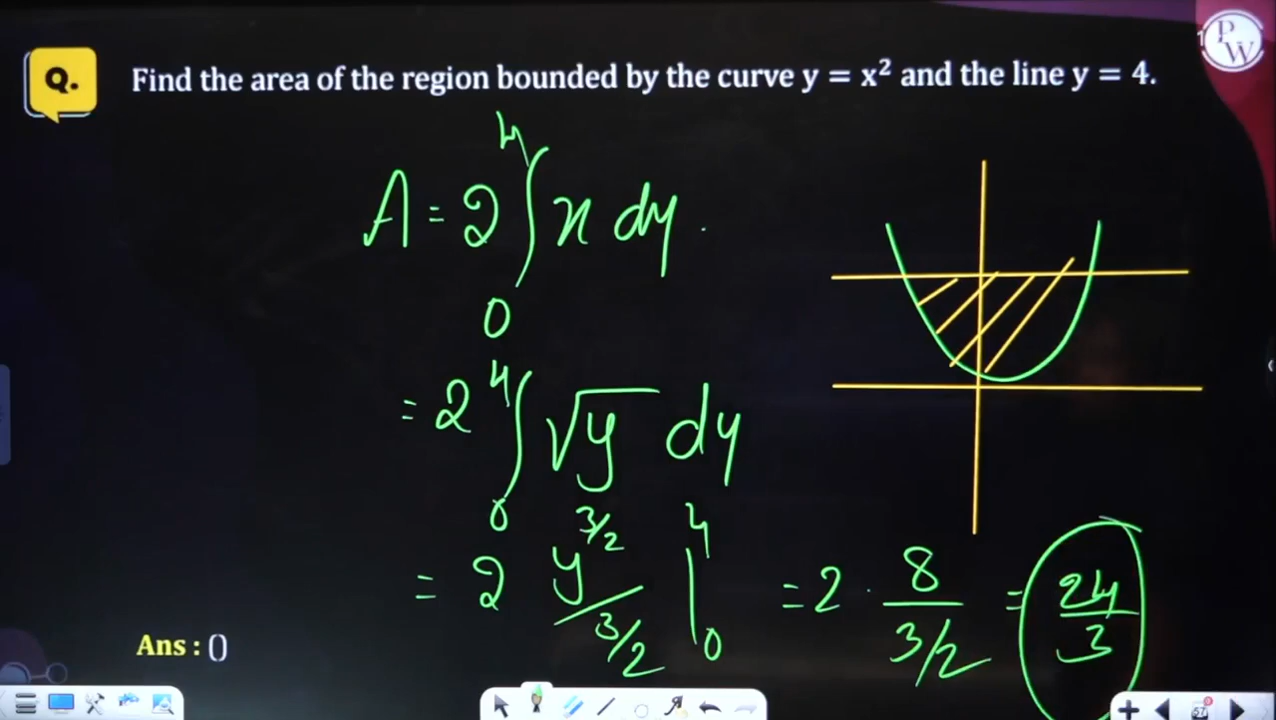 PW
Q.
Find the area of the region bounded by the curve y = x² and the line y = 4.
A = 2 ∫₀⁴ x dy.
= 2 ∫₀⁴ √y dy
= 2 y^(3/2) / (3/2) |₀⁴ = 2 · 8 / (3/2) = 24/3
Ans : ()
57